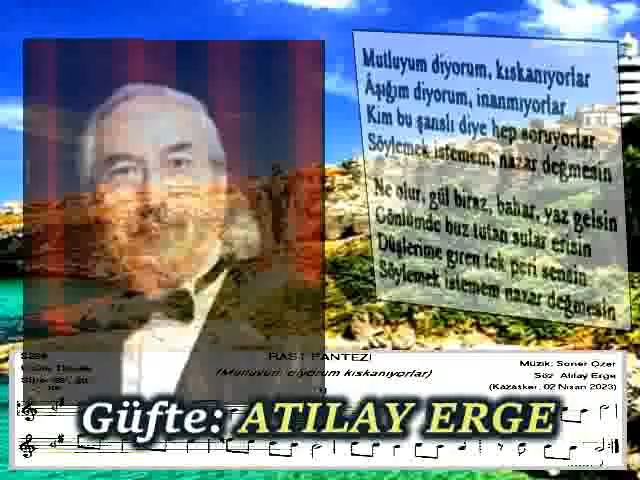 Mutluyum diyorum, kıskanıyorlar
Âşığım diyorum, inanmıyorlar
Kim bu şanslı diye hep soruyorlar
Söylemek istemem, nazar değmesin
Ne olur, gül biraz, bahar, yaz gelsin
Gönlümde buz tutan sular erisin
Düşlerime giren tek peri sensin
Söylemek istemem nazar değmesin
RAST FANTEZİ
(Mutluyum diyorum kıskanıyorlar)
Müzik: Soner Özer
Söz: Atılay Erge
(Kazasker, 02 Nisan 2023)
Güfte: ATILAY ERGE